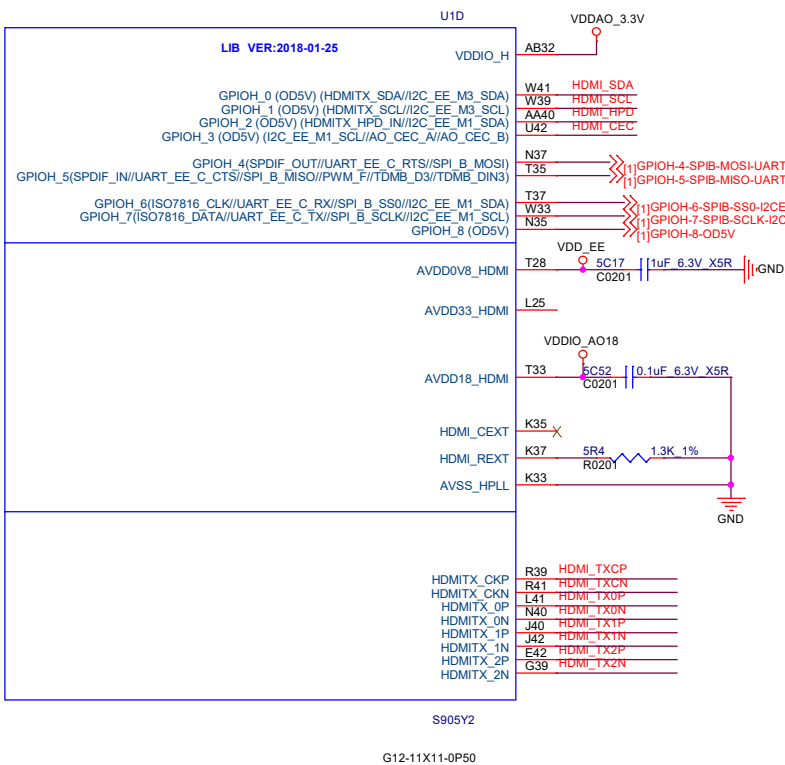 U1D
VDDAO_3.3V
LIB VER:2018-01-25
VDDIO_H AB32
GPIOH_0 (OD5V) (HDMITX_SDA//I2C_EE_M3_SDA) W41 HDMI_SDA
GPIOH_1 (OD5V) (HDMITX_SCL//I2C_EE_M3_SCL) W39 HDMI_SCL
GPIOH_2 (OD5V) (HDMITX_HPD_IN//I2C_EE_M1_SDA) AA40 HDMI_HPD
GPIOH_3 (OD5V) (I2C_EE_M1_SCL//AO_CEC_A//AO_CEC_B) U42 HDMI_CEC
GPIOH_4(SPDIF_OUT//UART_EE_C_RTS//SPI_B_MOSI) N37 [1]GPIOH-4-SPIB-MOSI-UART
GPIOH_5(SPDIF_IN//UART_EE_C_CTS//SPI_B_MISO//PWM_F//TDMB_D3//TDMB_DIN3) T35 [1]GPIOH-5-SPIB-MISO-UART
GPIOH_6(ISO7816_CLK//UART_EE_C_RX//SPI_B_SS0//I2C_EE_M1_SDA) T37 [1]GPIOH-6-SPIB-SS0-I2CE
GPIOH_7(ISO7816_DATA//UART_EE_C_TX//SPI_B_SCLK//I2C_EE_M1_SCL) W33 [1]GPIOH-7-SPIB-SCLK-I2C
GPIOH_8 (OD5V) N35 [1]GPIOH-8-OD5V
VDD_EE
AVDD0V8_HDMI T28 5C17 1uF_6.3V_X5R GND
C0201
AVDD33_HDMI L25
VDDIO_AO18
AVDD18_HDMI T33 5C52 0.1uF_6.3V_X5R
C0201
HDMI_CEXT K35
HDMI_REXT K37 5R4 1.3K_1%
R0201
AVSS_HPLL K33
GND
HDMITX_CKP R39 HDMI_TXCP
HDMITX_CKN R41 HDMI_TXCN
HDMITX_0P L41 HDMI_TX0P
HDMITX_0N N40 HDMI_TX0N
HDMITX_1P J40 HDMI_TX1P
HDMITX_1N J42 HDMI_TX1N
HDMITX_2P E42 HDMI_TX2P
HDMITX_2N G39 HDMI_TX2N
S905Y2
G12-11X11-0P50